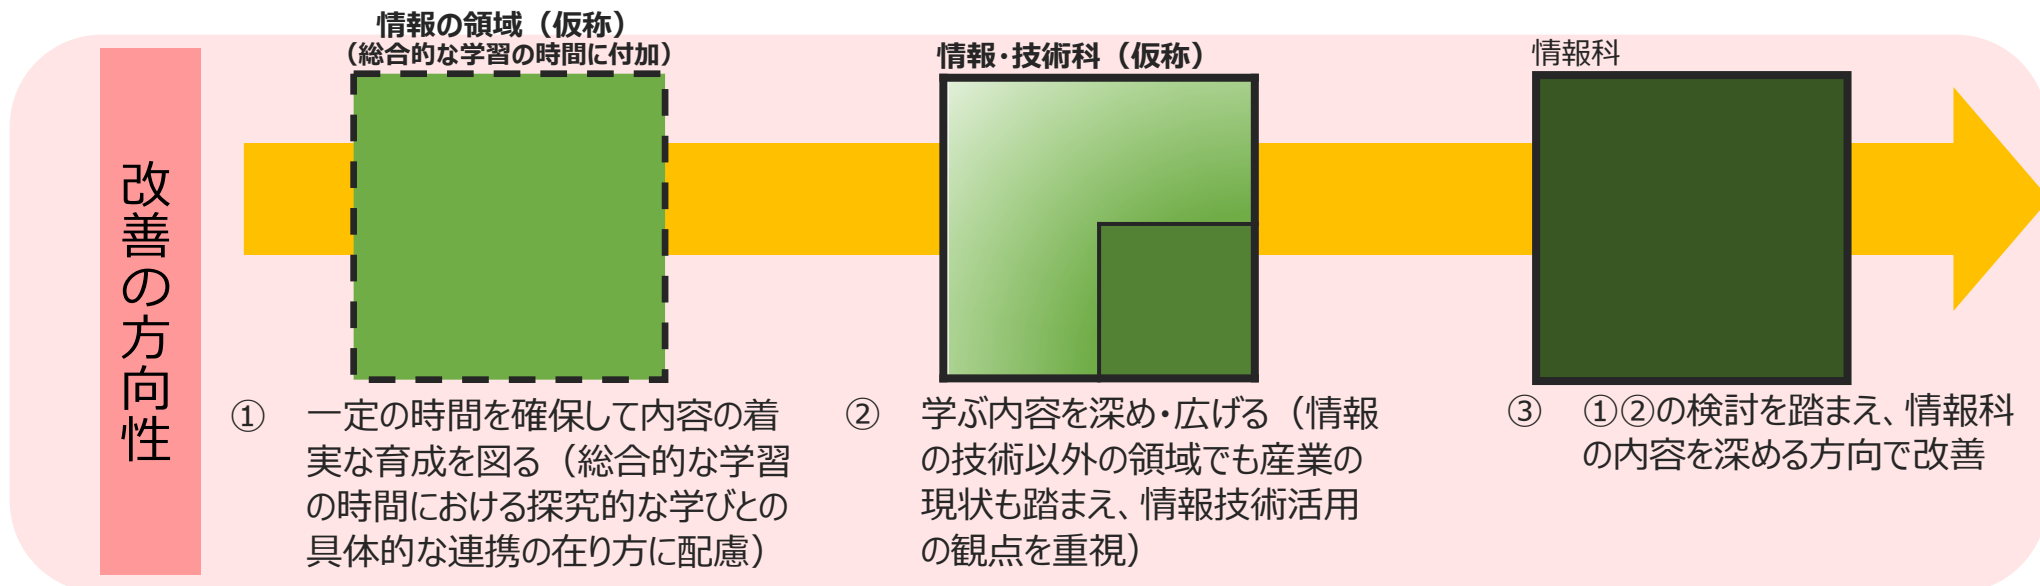 改善の方向性
情報の領域（仮称）
（総合的な学習の時間に付加）
① 一定の時間を確保して内容の着
実な育成を図る（総合的な学習
の時間における探究的な学びとの
具体的な連携の在り方に配慮）
情報・技術科（仮称）
② 学ぶ内容を深め・広げる（情報
の技術以外の領域でも産業の
現状も踏まえ、情報技術活用
の観点を重視）
情報科
③ ①②の検討を踏まえ、情報科
の内容を深める方向で改善